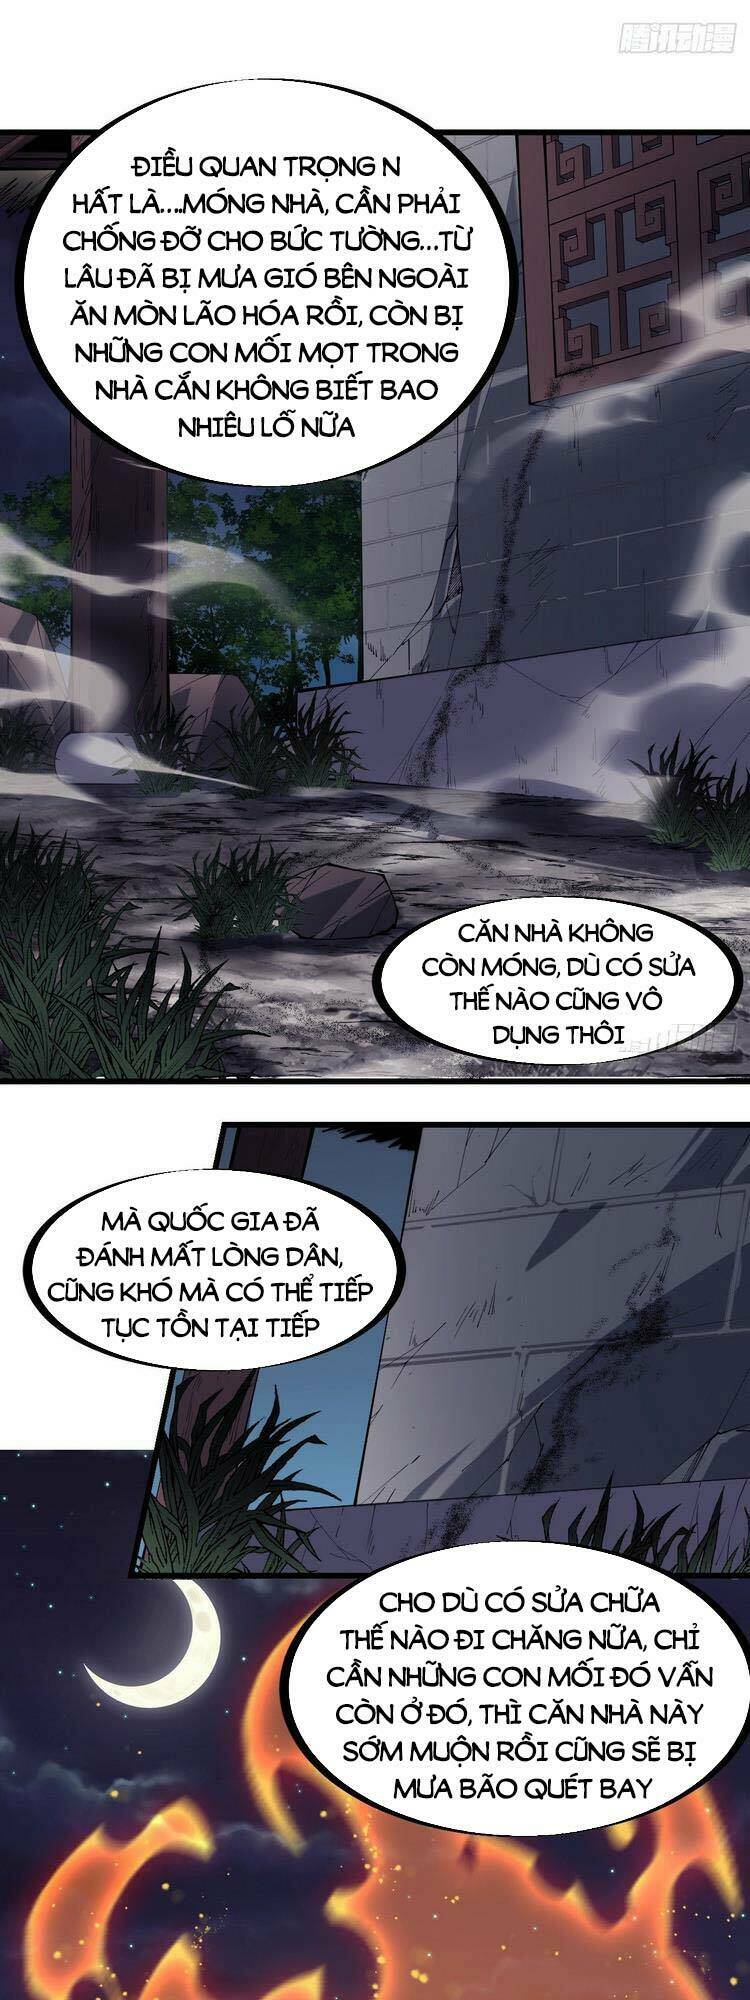 腾讯动漫
ĐIỀU QUAN TRỌNG N
HẤT LÀ...MÓNG NHÀ, CẦN PHẢI
CHỐNG ĐỠ CHO BỨC TƯỜNG...TỪ
LÂU ĐÃ BỊ MƯA GIÓ BÊN NGOÀI
ĂN MÒN LÃO HÓA RỒI, CÒN BỊ
NHỮNG CON MỐI MỌT TRONG
NHÀ CẮN KHÔNG BIẾT BAO
NHIÊU LỖ NỮA
CĂN NHÀ KHÔNG
CÒN MÓNG, DÙ CÓ SỬA
THẾ NÀO CŨNG VÔ
DỤNG THÔI
MÀ QUỐC GIA ĐÃ
ĐÁNH MẤT LÒNG DÂN,
CŨNG KHÓ MÀ CÓ THỂ TIẾP
TỤC TỒN TẠI TIẾP
CHO DÙ CÓ SỬA CHỮA
THẾ NÀO ĐI CHĂNG NỮA, CHỈ
CẦN NHỮNG CON MỐI ĐÓ VẪN
CÒN Ở ĐÓ, THÌ CĂN NHÀ NÀY
SỚM MUỘN RỒI CŨNG SẼ BỊ
MƯA BÃO QUÉT BAY